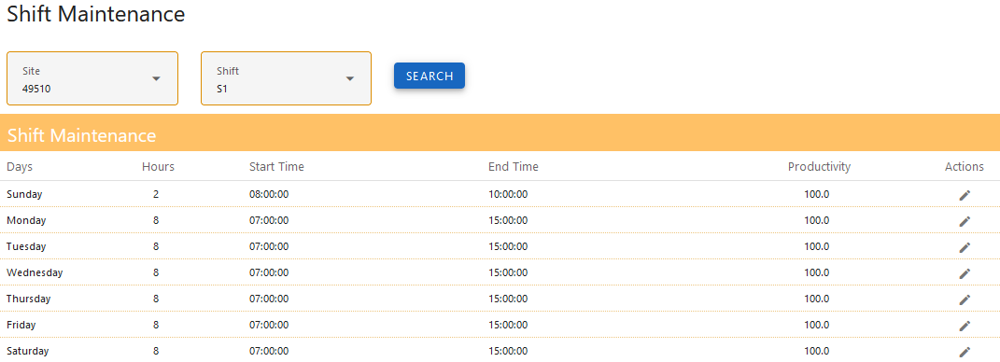 Shift Maintenance
Site
49510
Shift
S1
SEARCH
Shift Maintenance
Days Hours Start Time End Time Productivity Actions
Sunday 2 08:00:00 10:00:00 100.0
Monday 8 07:00:00 15:00:00 100.0
Tuesday 8 07:00:00 15:00:00 100.0
Wednesday 8 07:00:00 15:00:00 100.0
Thursday 8 07:00:00 15:00:00 100.0
Friday 8 07:00:00 15:00:00 100.0
Saturday 8 07:00:00 15:00:00 100.0